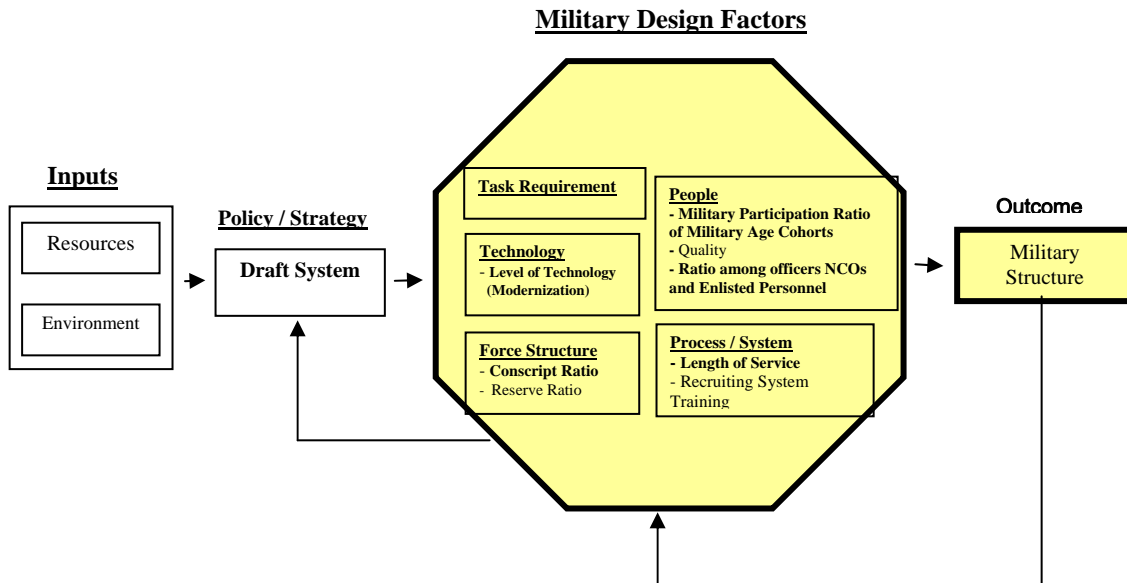 Military Design Factors
Inputs
Resources
Environment
Policy / Strategy
Draft System
Task Requirement
Technology
- Level of Technology
(Modernization)
Force Structure
- Conscript Ratio
- Reserve Ratio
People
- Military Participation Ratio
of Military Age Cohorts
- Quality
- Ratio among officers NCOs
and Enlisted Personnel
Process / System
- Length of Service
- Recruiting System
Training
Outcome
Military
Structure